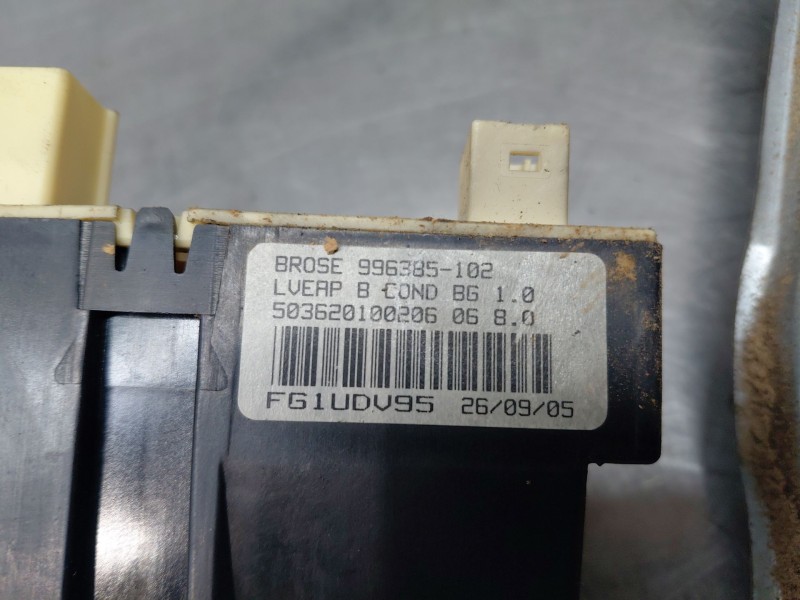 BROSE 996385-102
LVEAP B COND BG 1.0
503620100206 06 8.0
FG1UDV95 26/09/05